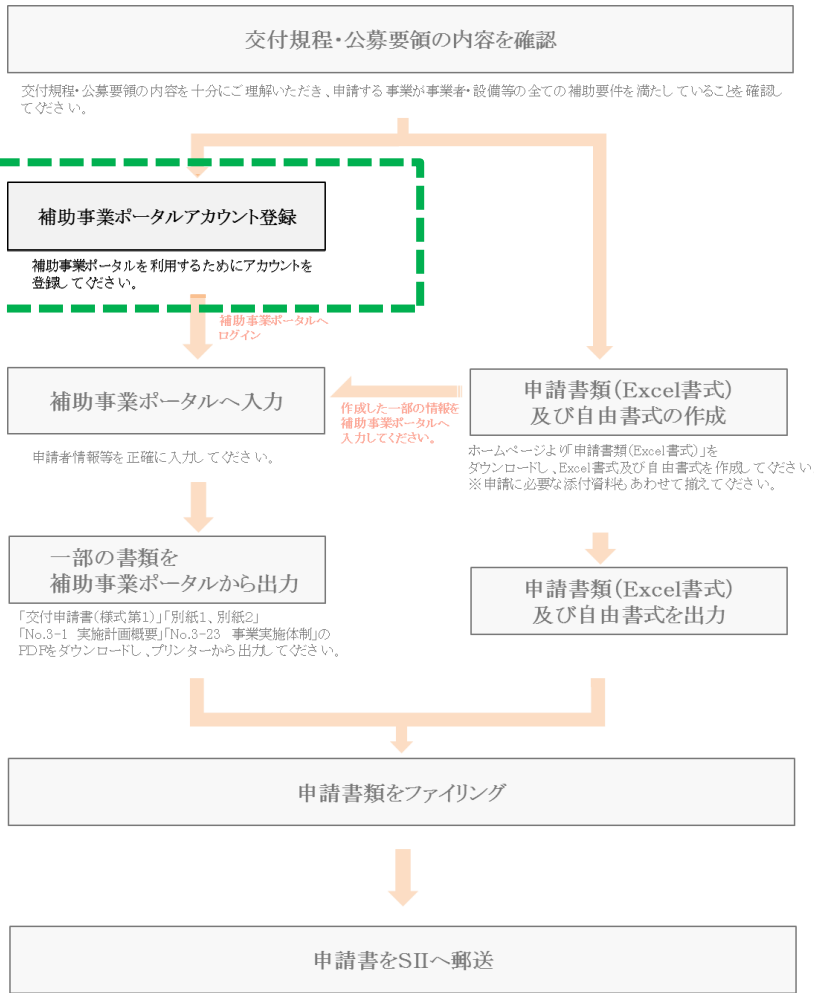 交付規程・公募要領の内容を確認
交付規程・公募要領の内容を十分にご理解いただき、申請する事業が事業者・設備等の全ての補助要件を満たしていることを確認し
てください。
補助事業ポータルアカウント登録
補助事業ポータルを利用するためにアカウントを
登録してください。
補助事業ポータルへ
ログイン
補助事業ポータルへ入力
申請者情報等を正確に入力してください。
作成した一部の情報を
補助事業ポータルへ
入力してください。
申請書類(Excel書式)
及び自由書式の作成
ホームページより「申請書類(Excel書式)」を
ダウンロードし、Excel書式及び自由書式を作成してください
※申請に必要な添付資料もあわせて揃えてください。
一部の書類を
補助事業ポータルから出力
「交付申請書(様式第1)」「別紙1、別紙2」
「No.3-1 実施計画概要」「No.3-23 事業実施体制」の
PDFをダウンロードし、プリンターから出力してください。
申請書類(Excel書式)
及び自由書式を出力
申請書類をファイリング
申請書をSIIへ郵送